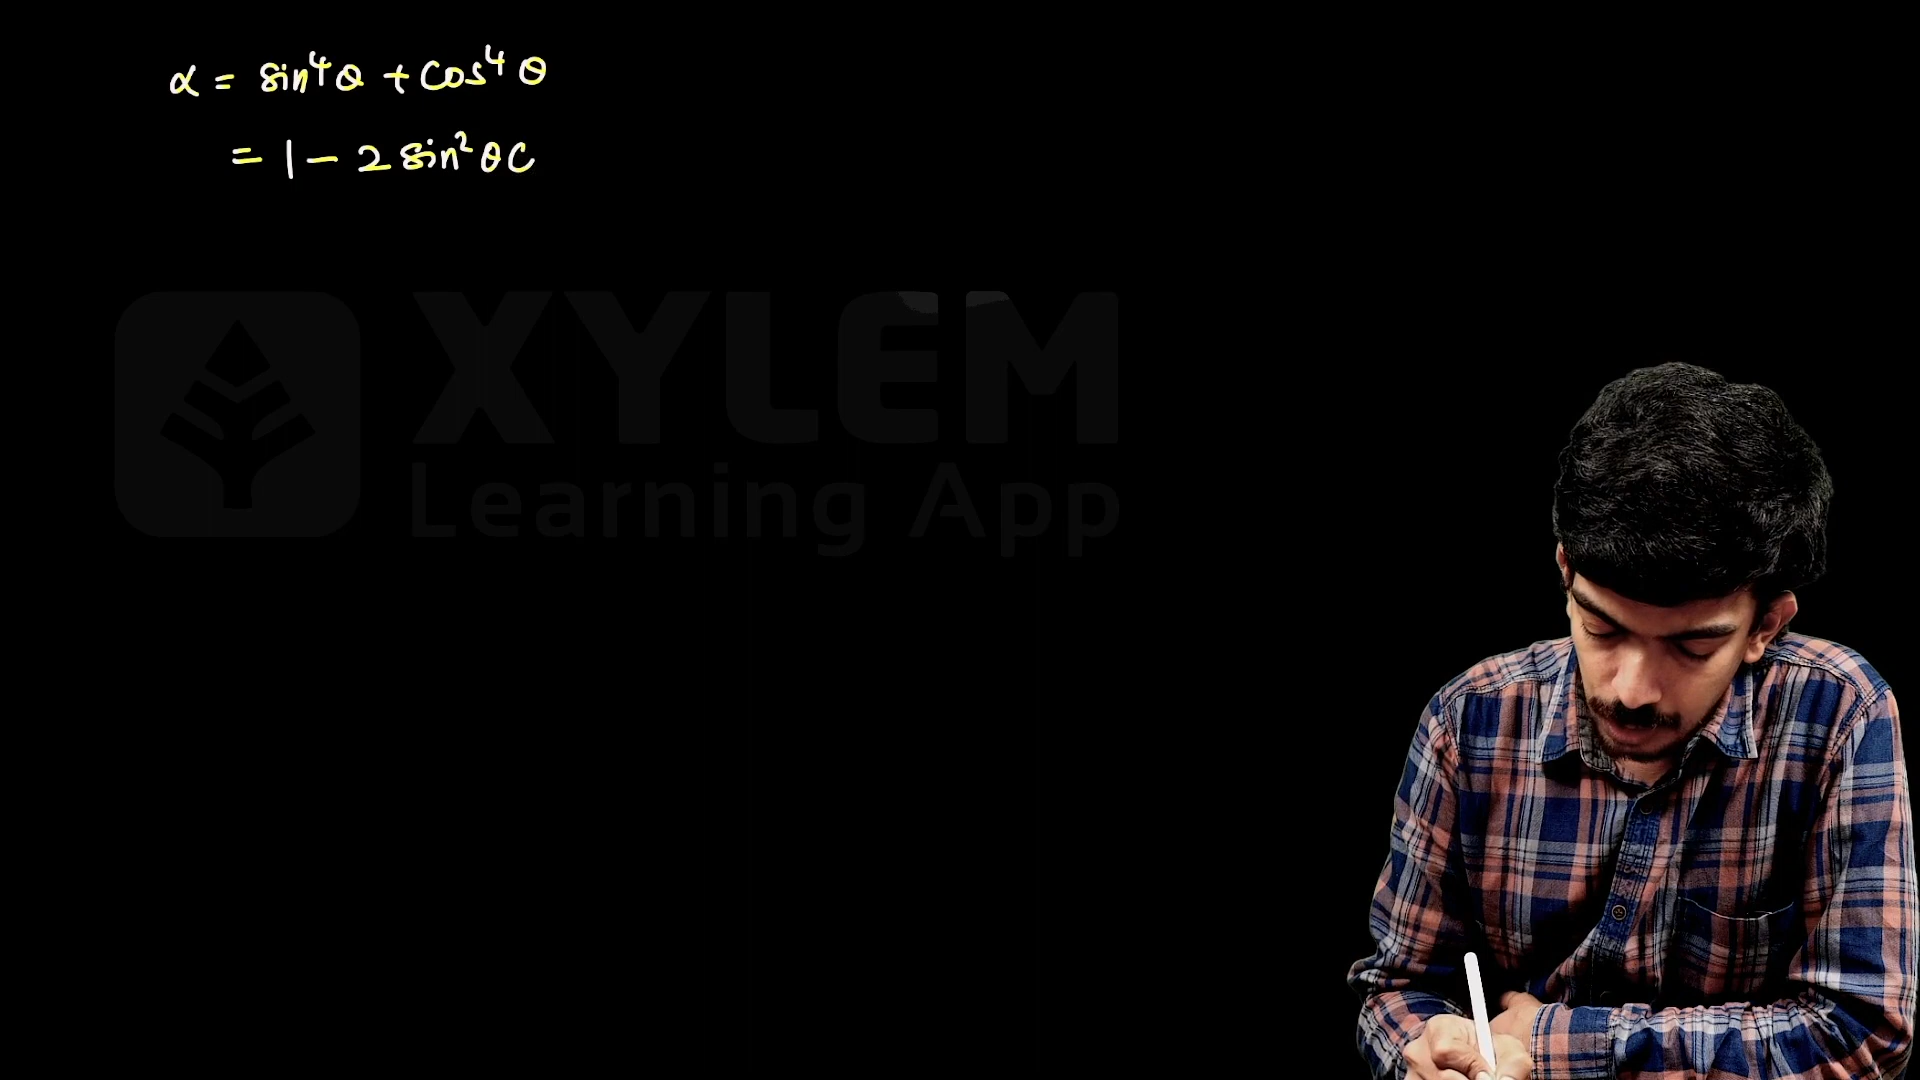 α = sin⁴θ + cos⁴θ
= 1 - 2 sin²θ C
XYLEM
Learning App